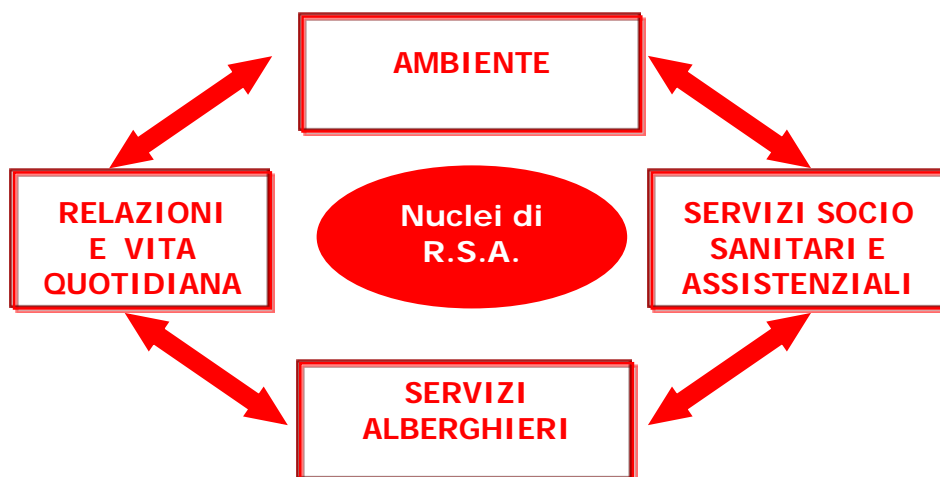 AMBIENTE
RELAZIONI
E VITA
QUOTIDIANA
Nuclei di
R.S.A.
SERVIZI SOCIO
SANITARI E
ASSISTENZIALI
SERVIZI
ALBERGHIERI